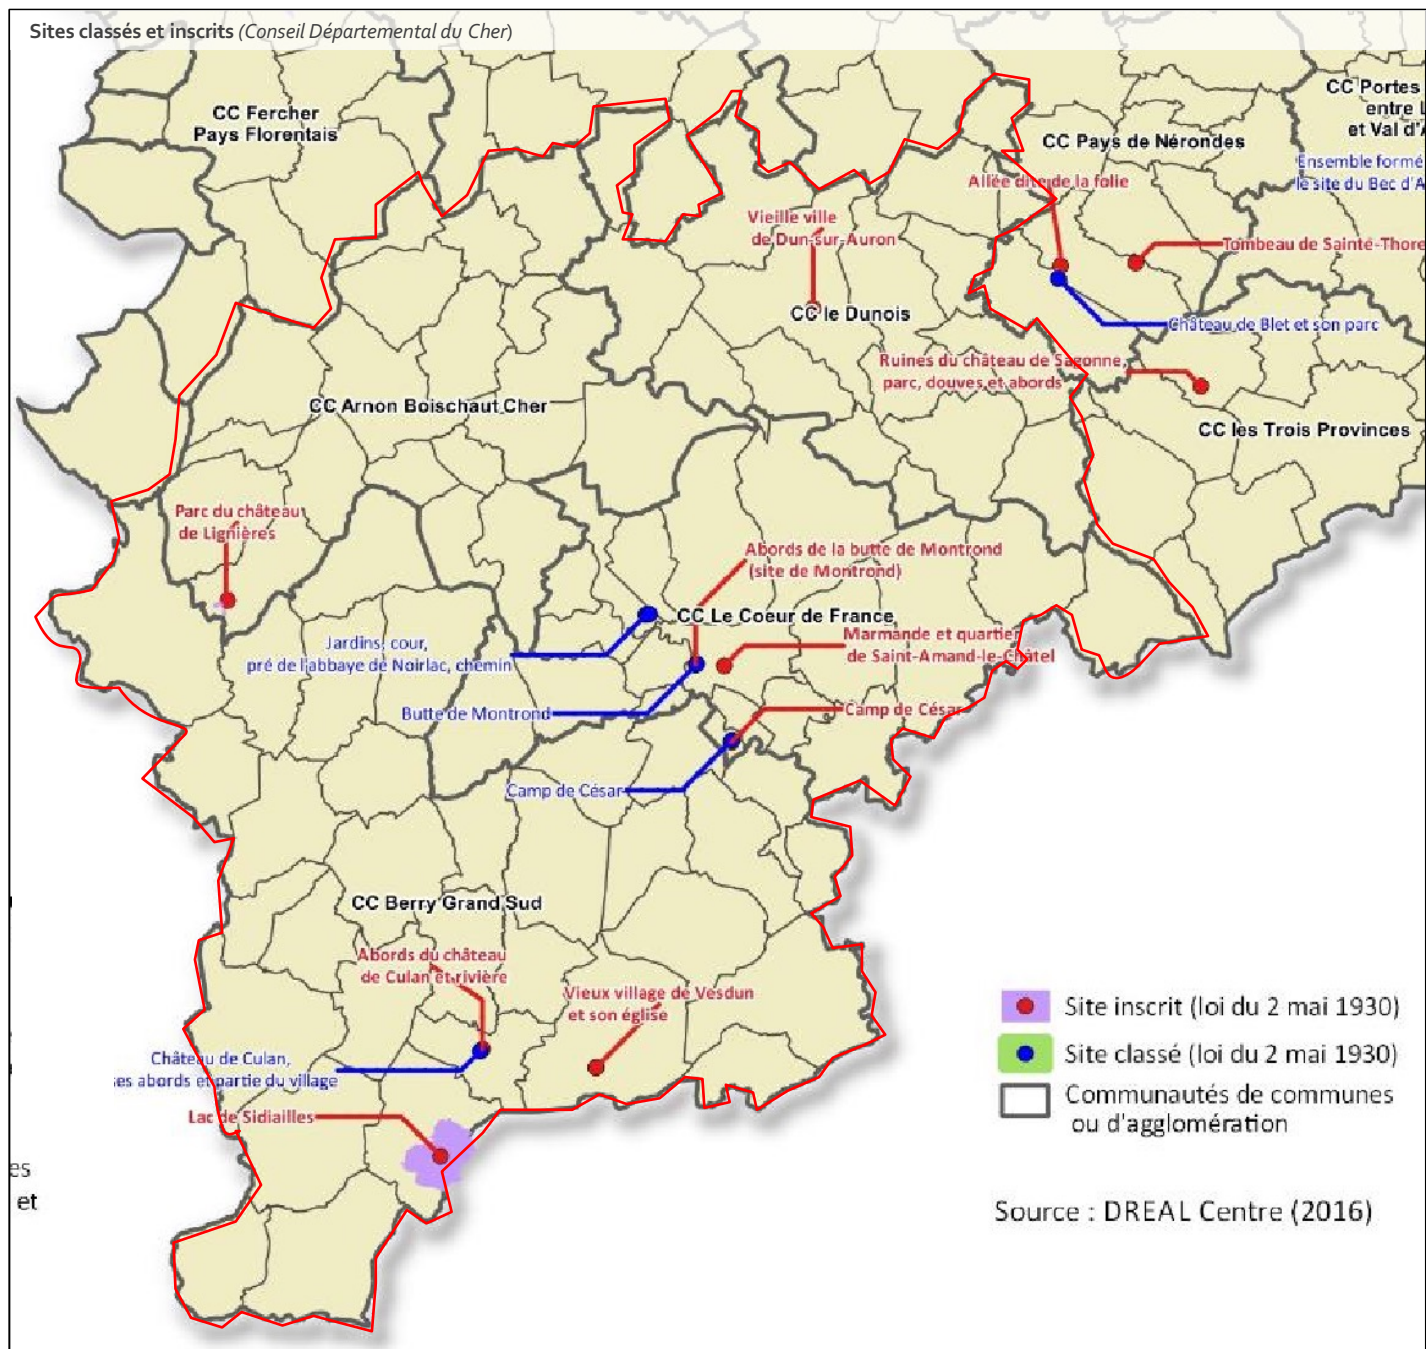 Sites classés et inscrits (Conseil Départemental du Cher)
CC Fercher
Pays Florentais
CC Portes
entre L
et Val d'A
CC Pays de Nérondes
Ensemble formé
le site du Bec d'A
Allée dite de la folie
Vieille ville
de Dun-sur-Auron
Tombeau de Sainte-Thore
CC le Dunois
Château de Blet et son parc
Ruines du château de Sagonne,
parc, douves et abords
CC Arnon Boischaut Cher
CC les Trois Provinces
Parc du château
de Lignières
Abords de la butte de Montrond
(site de Montrond)
CC Le Coeur de France
Jardins, cour,
pré de l'abbaye de Noirlac, chemin
Marmande et quartier
de Saint-Amand-le-Châtel
Butte de Montrond
Camp de César
Camp de César
CC Berry Grand Sud
Abords du château
de Culan et rivière
Vieux village de Vesdun
et son église
Château de Culan,
ses abords et partie du village
Lac de Sidiailles
es
et
Site inscrit (loi du 2 mai 1930)
Site classé (loi du 2 mai 1930)
Communautés de communes
ou d'agglomération
Source : DREAL Centre (2016)